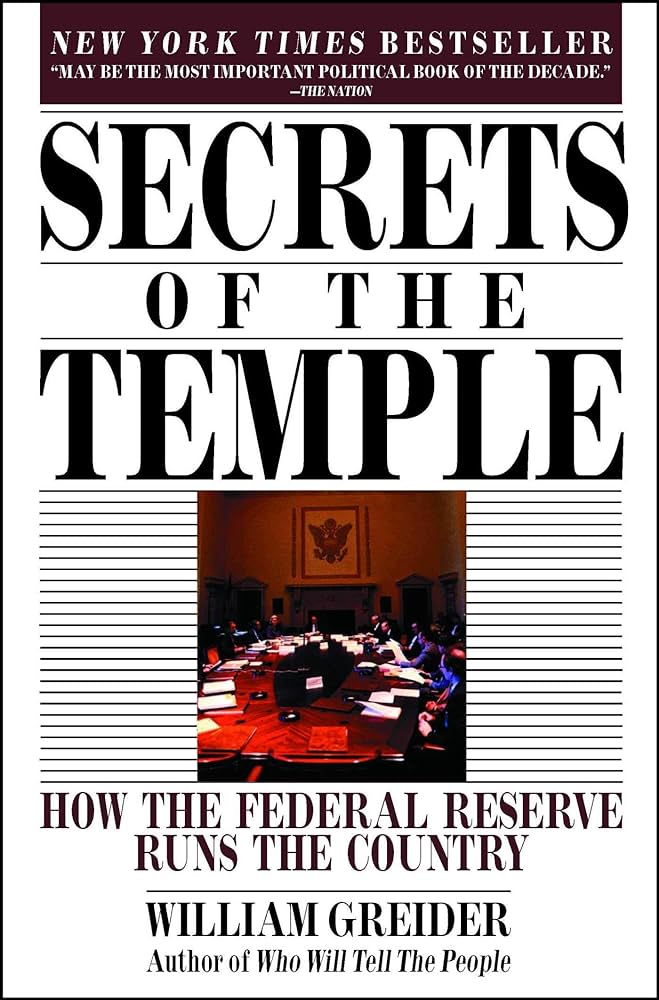 NEW YORK TIMES BESTSELLER
“MAY BE THE MOST IMPORTANT POLITICAL BOOK OF THE DECADE.”
—THE NATION
SECRETS
OF THE
TEMPLE
HOW THE FEDERAL RESERVE
RUNS THE COUNTRY
WILLIAM GREIDER
Author of Who Will Tell The People